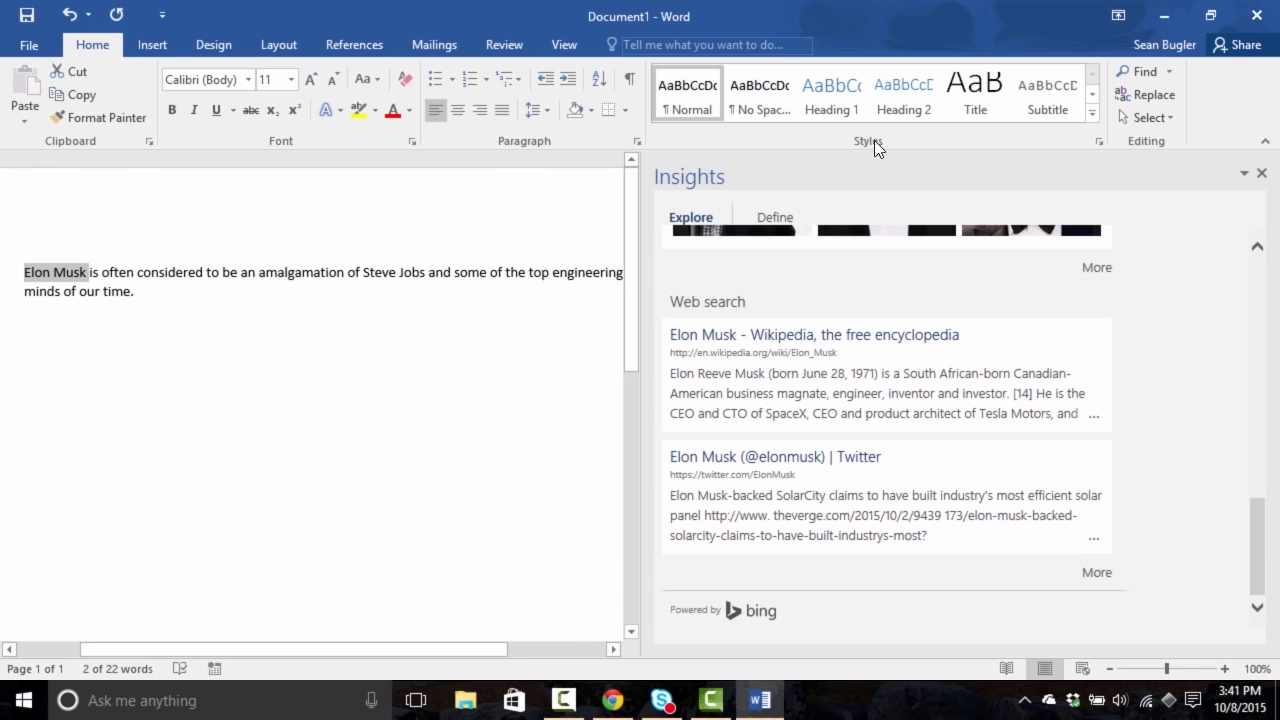 Document1 - Word
File Home Insert Design Layout References Mailings Review View Tell me what you want to do... Sean Bugler Share
Paste
Cut
Copy
Format Painter
Clipboard
Calibri (Body) 11
Font
Paragraph
AaBbCcDc AaBbCcDc AaBbCc AaBbCcD AaB AaBbCcD
¶ Normal ¶ No Spac... Heading 1 Heading 2 Title Subtitle
Styles
Find
Replace
Select
Editing
Elon Musk is often considered to be an amalgamation of Steve Jobs and some of the top engineering
minds of our time.
Insights
Explore Define
More
Web search
Elon Musk - Wikipedia, the free encyclopedia
http://en.wikipedia.org/wiki/Elon_Musk
Elon Reeve Musk (born June 28, 1971) is a South African-born Canadian-
American business magnate, engineer, inventor and investor. [14] He is the
CEO and CTO of SpaceX, CEO and product architect of Tesla Motors, and ...
Elon Musk (@elonmusk) | Twitter
https://twitter.com/ElonMusk
Elon Musk-backed SolarCity claims to have built industry's most efficient solar
panel http://www. theverge.com/2015/10/2/9439 173/elon-musk-backed-
solarcity-claims-to-have-built-industrys-most? ...
More
Powered by bing
Page 1 of 1 2 of 22 words 100%
Ask me anything
3:41 PM
10/8/2015